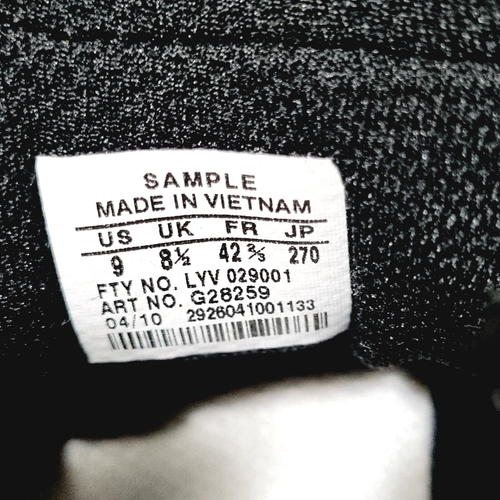 SAMPLE
MADE IN VIETNAM
US UK FR JP
9 8½ 42⅔ 270
FTY NO. LYV 029001
ART NO. G28259
04/10 2926041001133